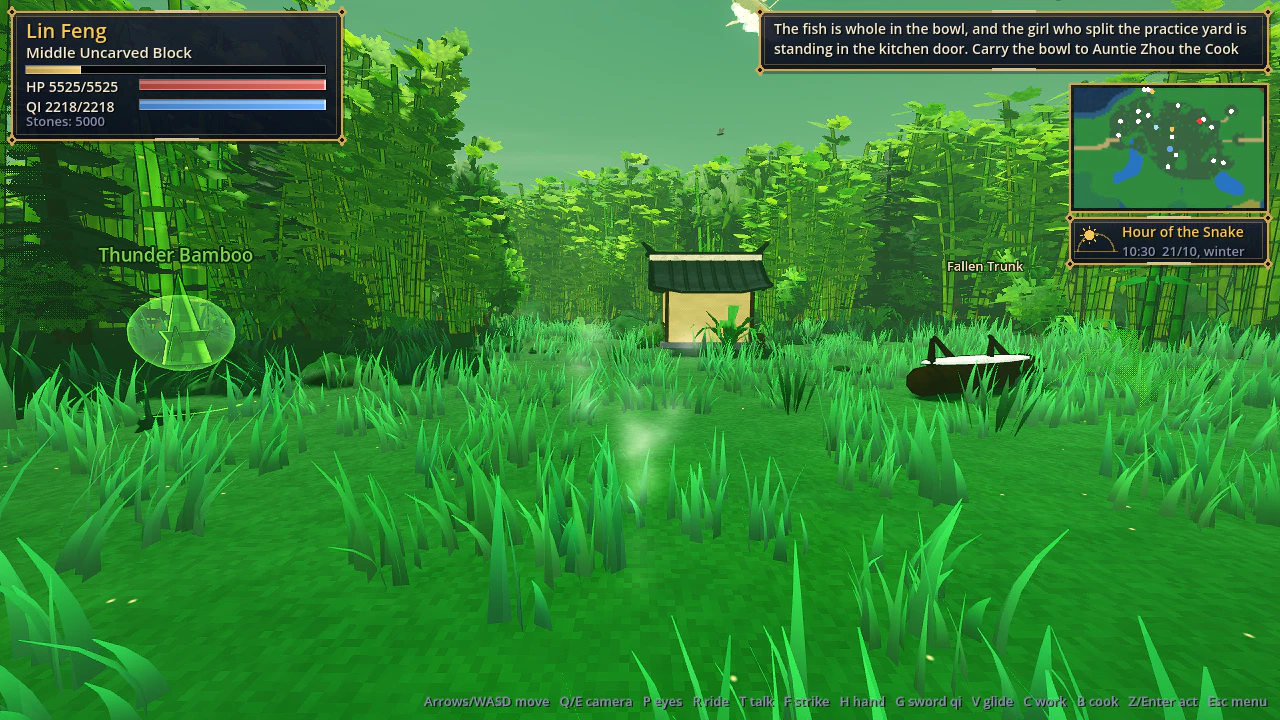 Lin Feng
Middle Uncarved Block
HP 5525/5525
QI 2218/2218
Stones: 5000
The fish is whole in the bowl, and the girl who split the practice yard is
standing in the kitchen door. Carry the bowl to Auntie Zhou the Cook
Hour of the Snake
10:30 21/10, winter
Thunder Bamboo
Fallen Trunk
Arrows/WASD move Q/E camera P eyes R ride T talk F strike H hand G sword qi V glide C work B cook Z/Enter act Esc menu